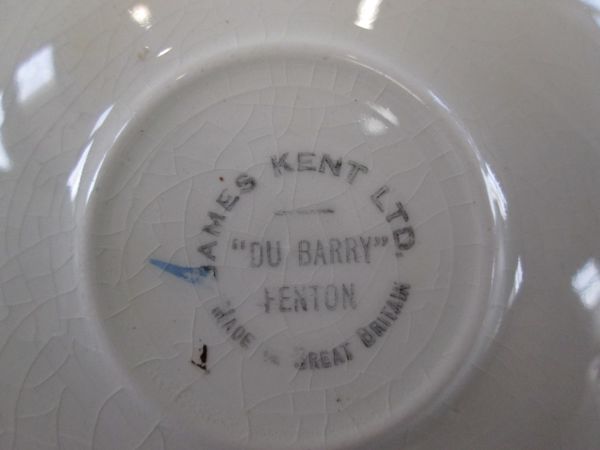 JAMES KENT LTD.
"DU BARRY"
FENTON
MADE IN GREAT BRITAIN